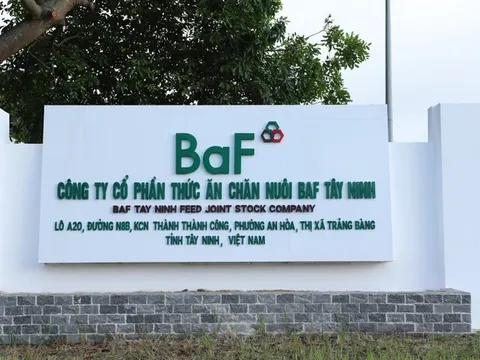 BaF
CÔNG TY CỔ PHẦN THỨC ĂN CHĂN NUÔI BAF TÂY NINH
BAF TAY NINH FEED JOINT STOCK COMPANY
LÔ A20, ĐƯỜNG N8B, KCN THÀNH THÀNH CÔNG, PHƯỜNG AN HÒA, THỊ XÃ TRẢNG BÀNG
TỈNH TÂY NINH, VIỆT NAM